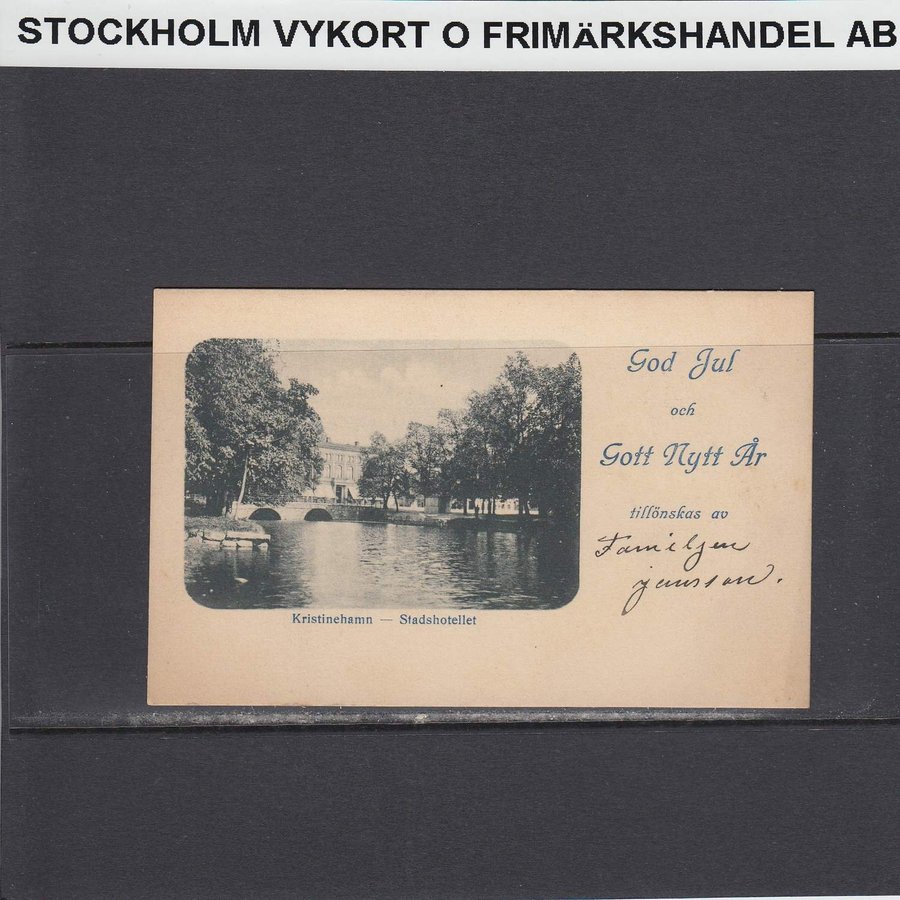 STOCKHOLM VYKORT O FRIMÄRKSHANDEL AB
God Jul
och
Gott Nytt År
tillönskas av
Familjen
jansson.
Kristinehamn — Stadshotellet